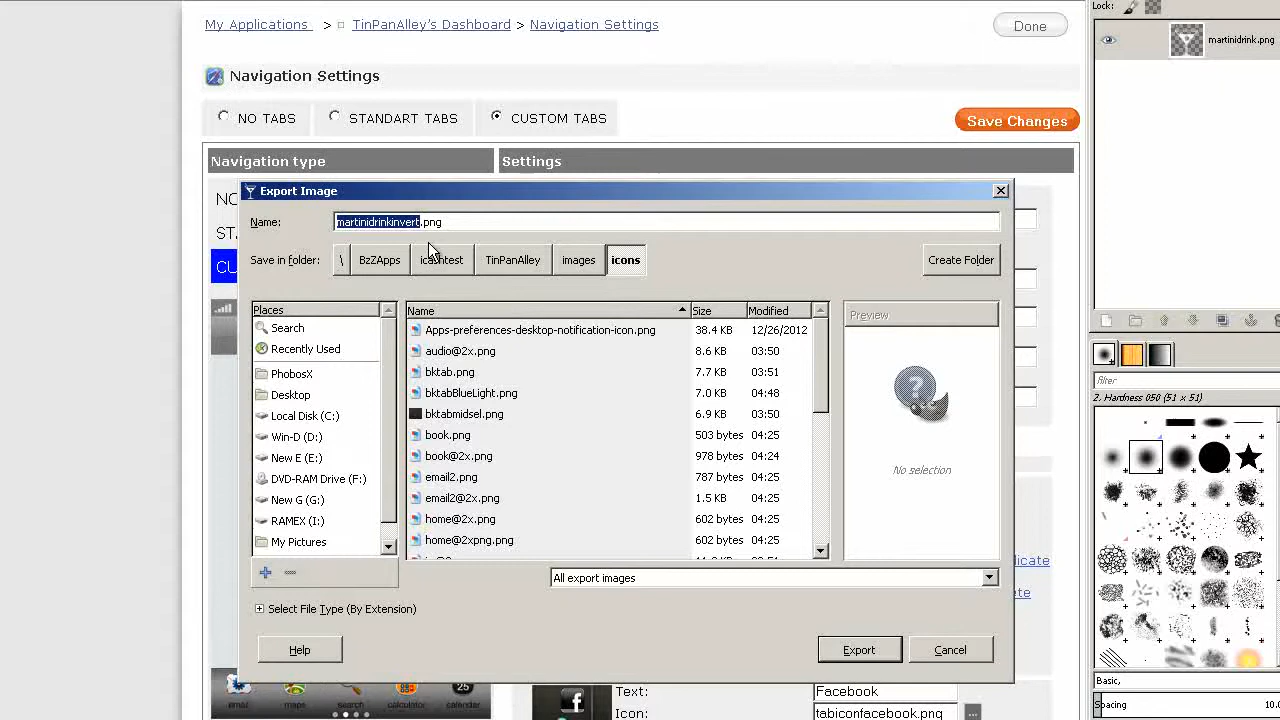 My Applications > TinPanAlley's Dashboard > Navigation Settings
Done
Lock:
martinidrink.png
Navigation Settings
NO TABS
STANDART TABS
CUSTOM TABS
Save Changes
Navigation type
Settings
Export Image
Name:
martinidrinkinvert.png
Save in folder:
\
BzZApps
TinPanAlley
images
icons
Create Folder
Places
Search
Recently Used
PhobosX
Desktop
Local Disk (C:)
Win-D (D:)
New E (E:)
DVD-RAM Drive (F:)
New G (G:)
RAMEX (I:)
My Pictures
Name Size Modified
Apps-preferences-desktop-notification-icon.png 38.4 KB 12/26/2012
audio@2x.png 8.6 KB 03:50
bktab.png 7.7 KB 03:51
bktabBlueLight.png 7.0 KB 04:48
bktabmidsel.png 6.9 KB 03:50
book.png 503 bytes 04:25
book@2x.png 978 bytes 04:24
email2.png 787 bytes 04:25
email2@2x.png 1.5 KB 04:25
home@2x.png 602 bytes 04:25
home@2xpng.png 602 bytes 04:25
Preview
No selection
All export images
Select File Type (By Extension)
Help
Export
Cancel
filter
2. Hardness 050 (51 x 51)
Basic,
Spacing
10.
email
maps
search
calculator
calendar
25
Text:
Facebook
Icon:
tabiconfacebook.png
...